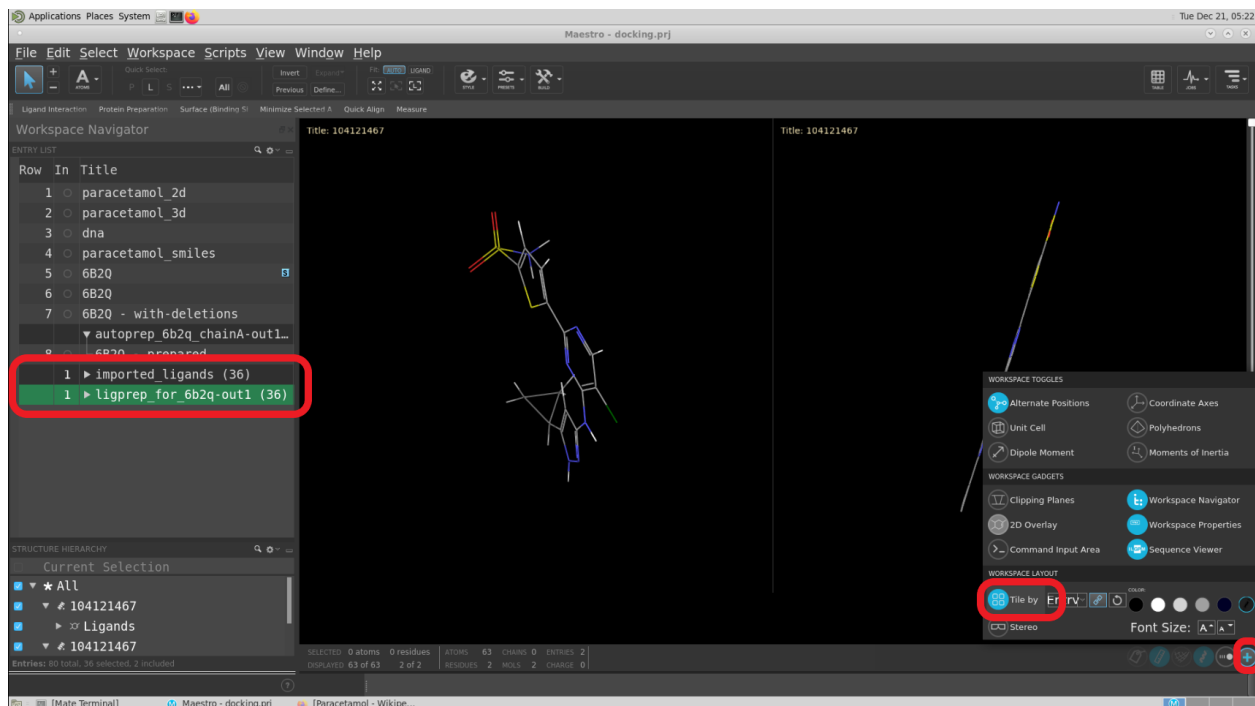 Applications Places System
Tue Dec 21, 05:22
Maestro - docking.prj
File Edit Select Workspace Scripts View Window Help
Quick Select:
Invert Expand*
Fit: AUTO LIGAND
+ − A ATOMS P L S All
Previous Define...
STYLE PRESETS BUILD
TABLE JOBS TASKS
Ligand Interaction Protein Preparation Surface (Binding Si Minimize Selected A Quick Align Measure
Workspace Navigator
ENTRY LIST
Row In Title
1 paracetamol_2d
2 paracetamol_3d
3 dna
4 paracetamol_smiles
5 6B2Q S
6 6B2Q
7 6B2Q - with-deletions
autoprep_6b2q_chainA-out1…
8 6B2Q - prepared
1 imported_ligands (36)
1 ligprep_for_6b2q-out1 (36)
Title: 104121467
Title: 104121467
WORKSPACE TOGGLES
Alternate Positions Coordinate Axes
Unit Cell Polyhedrons
Dipole Moment Moments of Inertia
WORKSPACE GADGETS
Clipping Planes Workspace Navigator
2D Overlay Workspace Properties
Command Input Area Sequence Viewer
WORKSPACE LAYOUT
Tile by Entry COLOR
Stereo Font Size: A A
STRUCTURE HIERARCHY
Current Selection
All
104121467
Ligands
104121467
Entries: 80 total, 36 selected, 2 included
SELECTED 0 atoms 0 residues ATOMS 63 CHAINS 0 ENTRIES 2
DISPLAYED 63 of 63 2 of 2 RESIDUES 2 MOLS 2 CHARGE 0
[Mate Terminal] Maestro - docking.prj [Paracetamol - Wikipe...